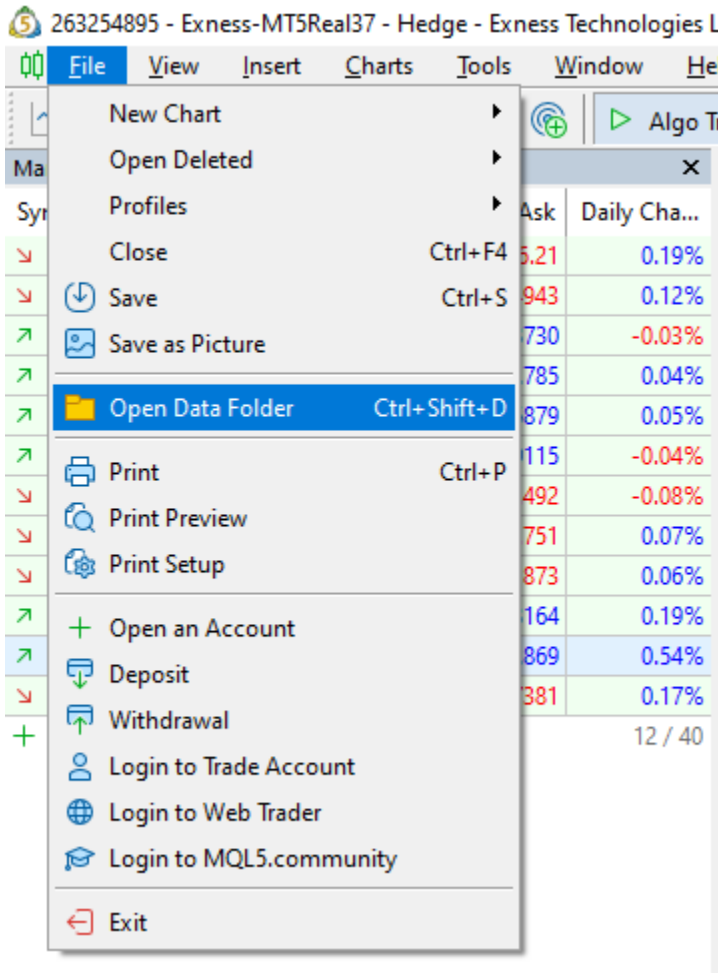 263254895 - Exness-MT5Real37 - Hedge - Exness Technologies L
File View Insert Charts Tools Window He
New Chart
Algo Tr
Open Deleted
Ma
Profiles
Syr
Ask Daily Cha...
Close Ctrl+F4
5.21 0.19%
Save Ctrl+S
943 0.12%
Save as Picture
730 -0.03%
785 0.04%
Open Data Folder Ctrl+Shift+D
879 0.05%
115 -0.04%
Print Ctrl+P
492 -0.08%
Print Preview
751 0.07%
Print Setup
873 0.06%
164 0.19%
Open an Account
869 0.54%
Deposit
381 0.17%
Withdrawal
12 / 40
Login to Trade Account
Login to Web Trader
Login to MQL5.community
Exit